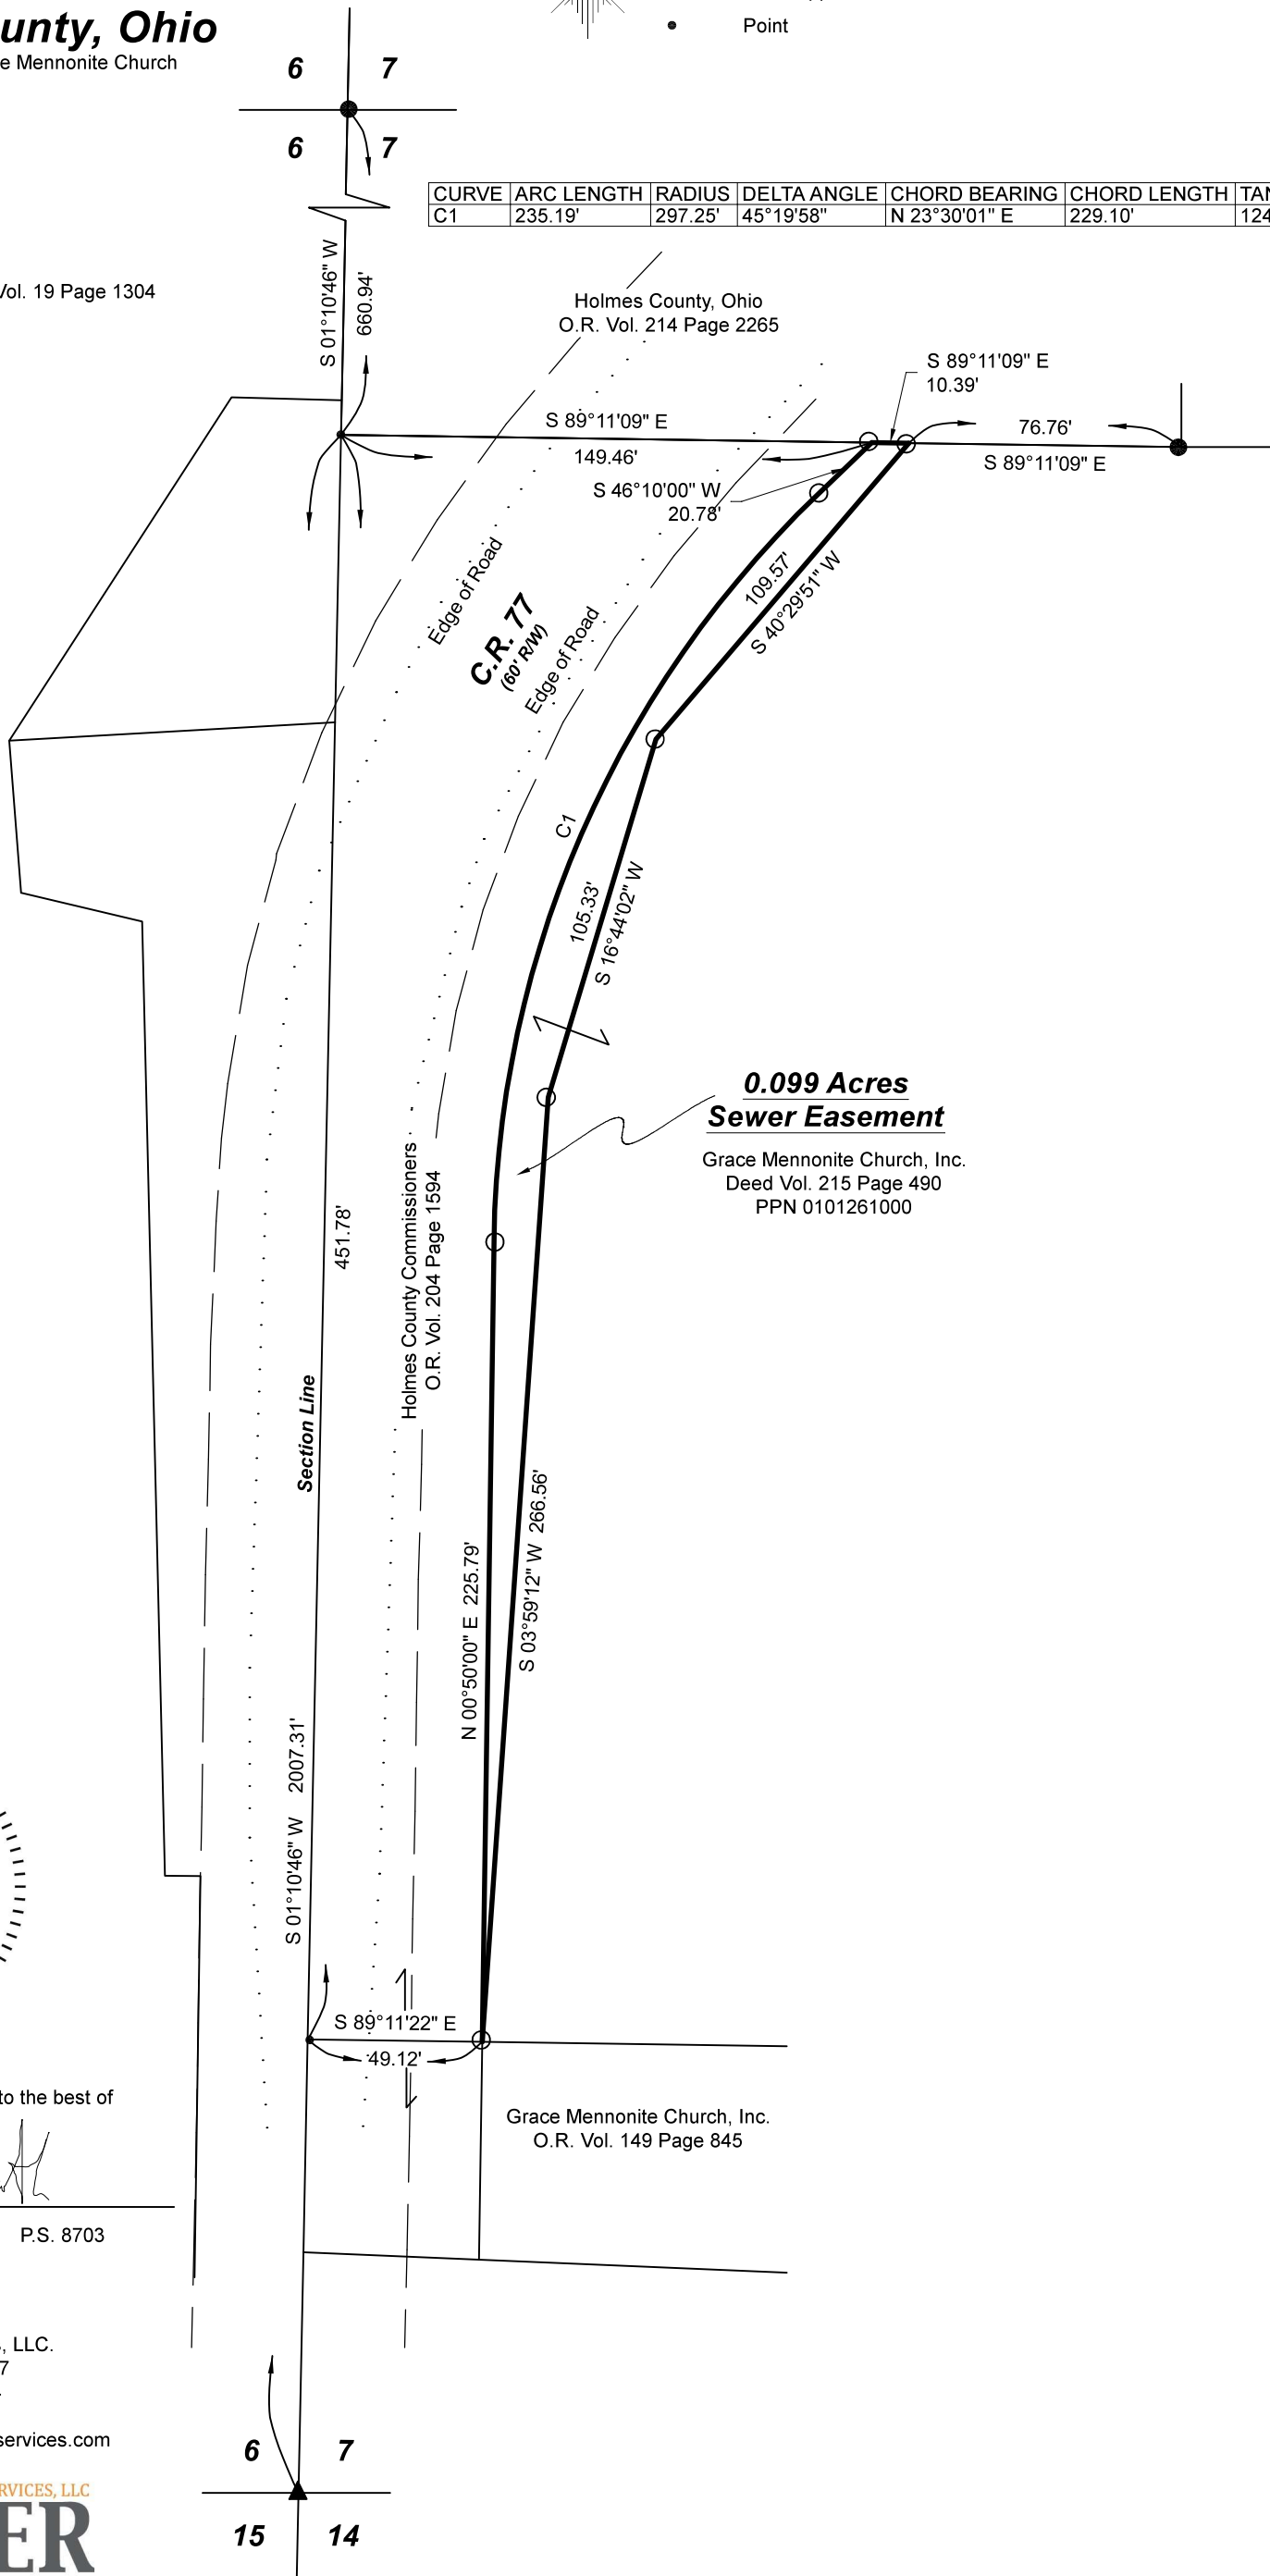 unty, Ohio
e Mennonite Church
Point
6 7
6 7
CURVE ARC LENGTH RADIUS DELTA ANGLE CHORD BEARING CHORD LENGTH TAN
C1 235.19' 297.25' 45°19'58" N 23°30'01" E 229.10' 124
S 01°10'46" W
660.94'
Vol. 19 Page 1304
Holmes County, Ohio
O.R. Vol. 214 Page 2265
S 89°11'09" E
10.39'
S 89°11'09" E
149.46'
76.76'
S 89°11'09" E
S 46°10'00" W
20.78'
Edge of Road
C.R. 77
(60' R/W)
Edge of Road
109.57'
S 40°29'51" W
C1
105.33'
S 16°44'02" W
0.099 Acres
Sewer Easement
Grace Mennonite Church, Inc.
Deed Vol. 215 Page 490
PPN 0101261000
Holmes County Commissioners
O.R. Vol. 204 Page 1594
451.78'
Section Line
N 00°50'00" E 225.79'
S 03°59'12" W 266.56'
S 01°10'46" W 2007.31'
S 89°11'22" E
49.12'
to the best of
Grace Mennonite Church, Inc.
O.R. Vol. 149 Page 845
P.S. 8703
, LLC.
7
services.com
6 7
15 14
RVICES, LLC
ER